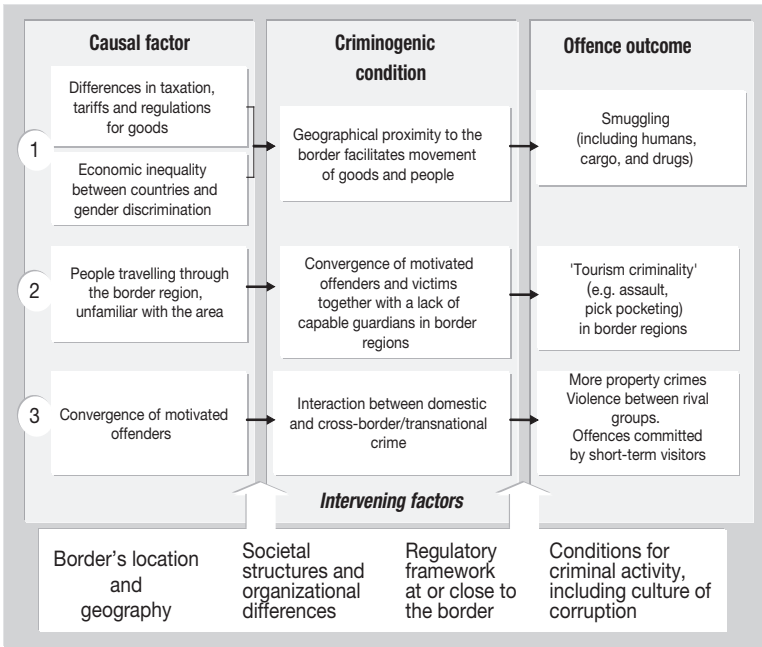 Causal factor
Criminogenic
condition
Offence outcome
1
Differences in taxation,
tariffs and regulations
for goods
Economic inequality
between countries and
gender discrimination
Geographical proximity to the
border facilitates movement
of goods and people
Smuggling
(including humans,
cargo, and drugs)
2
People travelling through
the border region,
unfamiliar with the area
Convergence of motivated
offenders and victims
together with a lack of
capable guardians in border
regions
'Tourism criminality'
(e.g. assault,
pick pocketing)
in border regions
3
Convergence of motivated
offenders
Interaction between domestic
and cross-border/transnational
crime
More property crimes
Violence between rival
groups.
Offences committed
by short-term visitors
Intervening factors
Border's location
and
geography
Societal
structures and
organizational
differences
Regulatory
framework
at or close to
the border
Conditions for
criminal activity,
including culture of
corruption